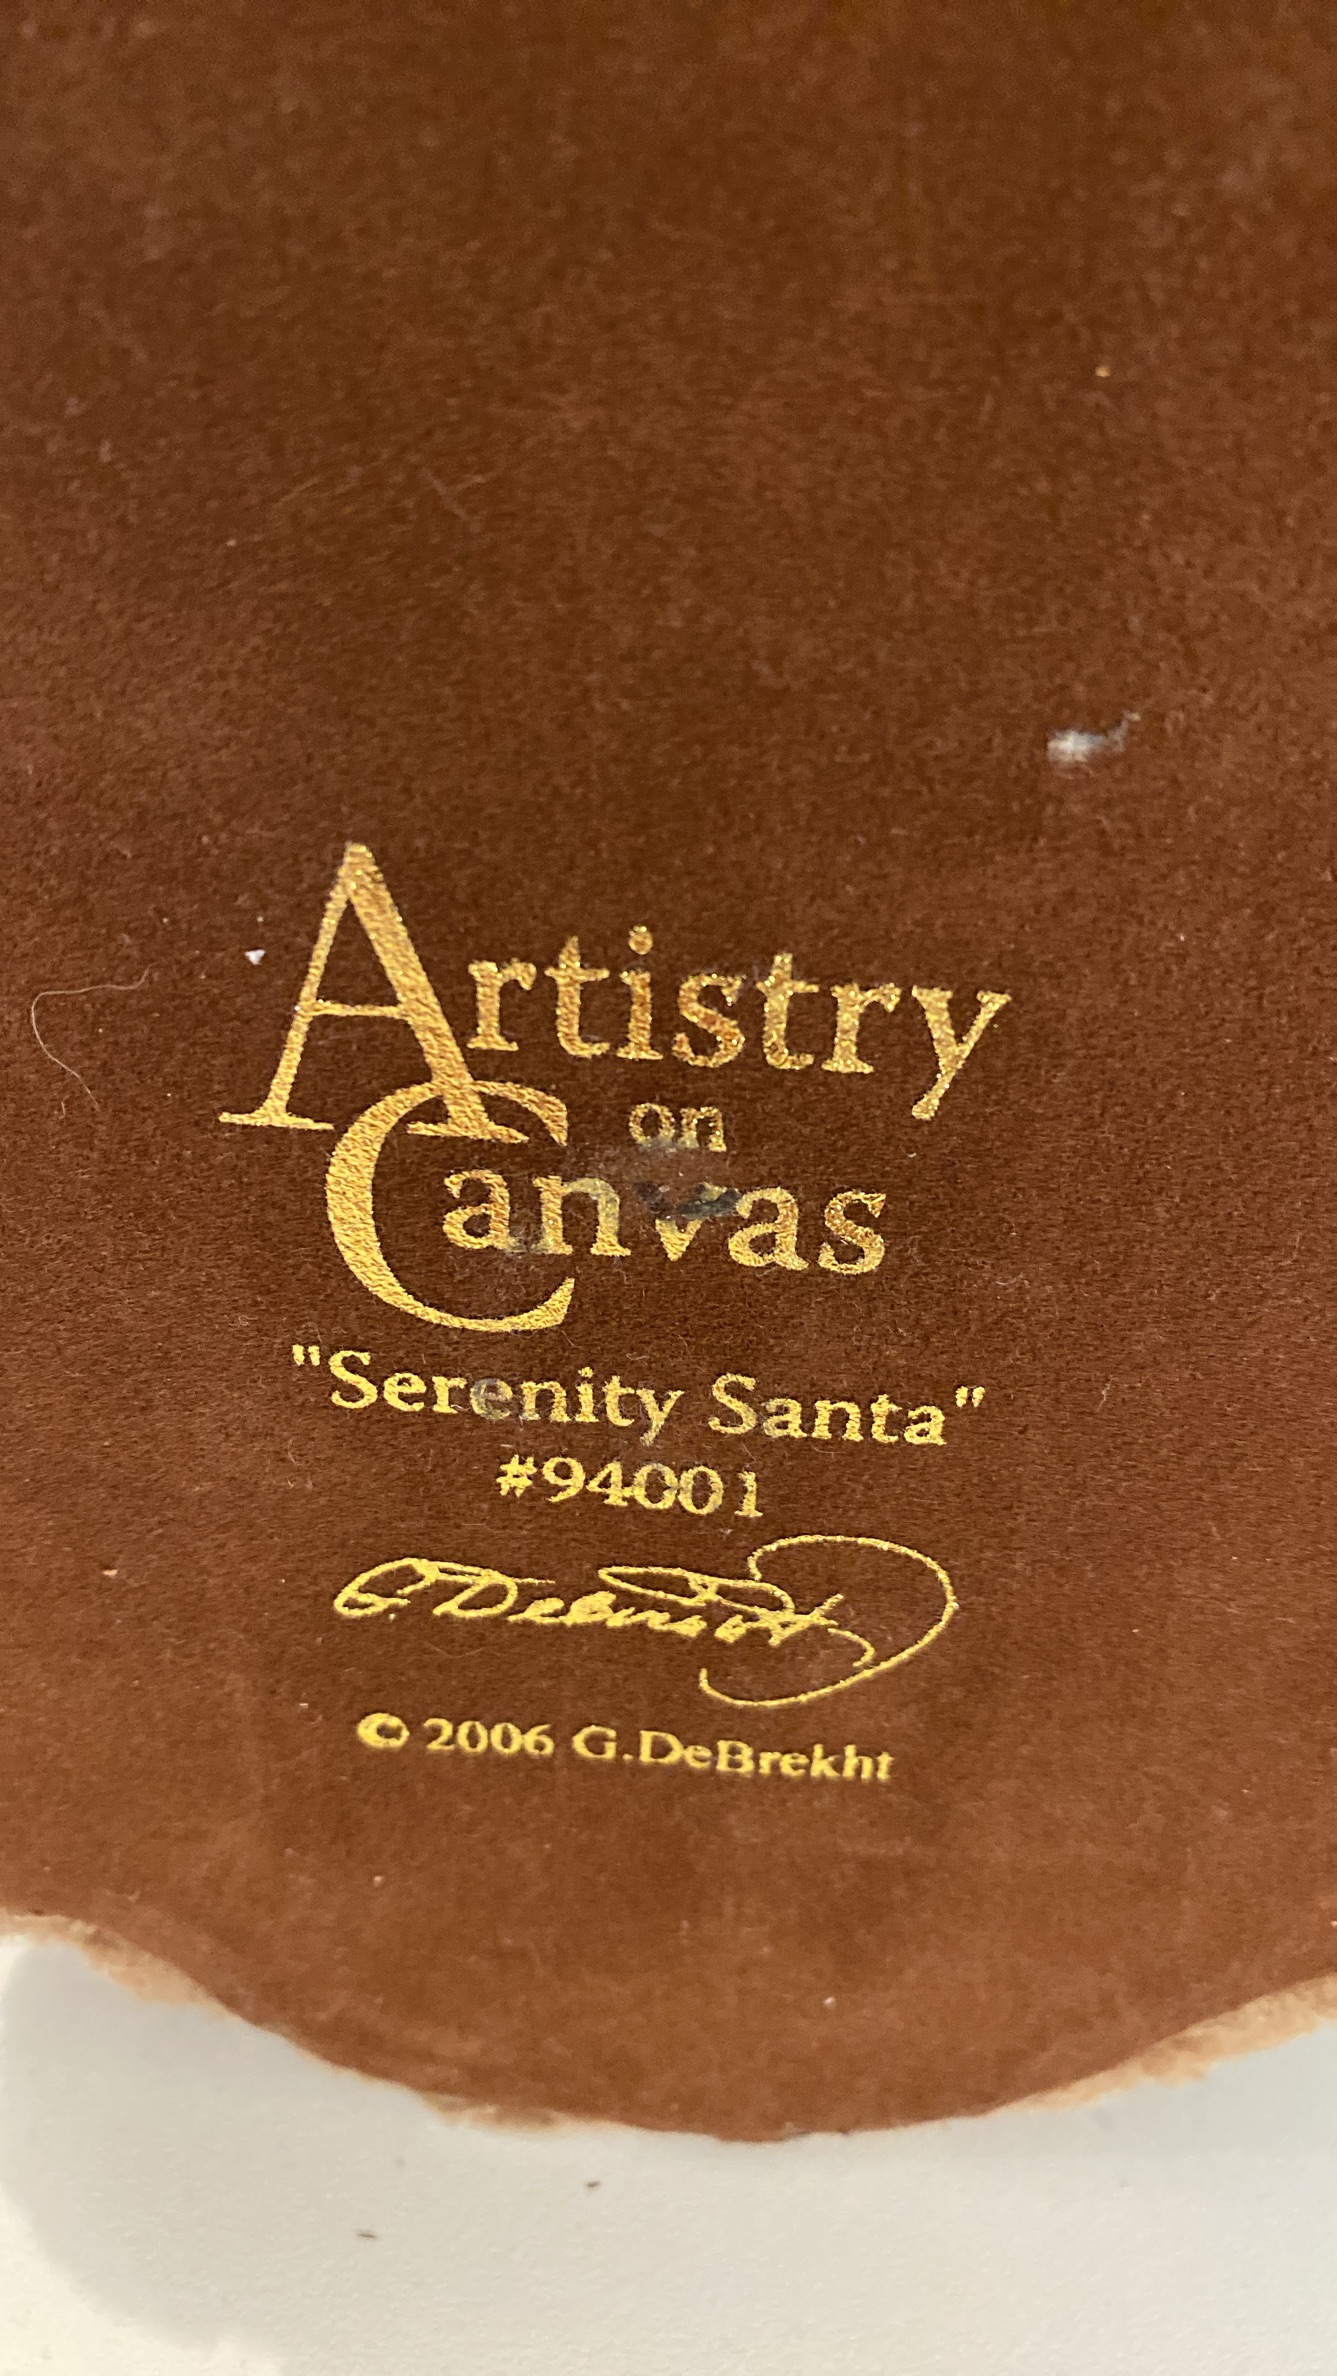 Artistry
on
Canvas
"Serenity Santa"
#94001
G. DeBrekht
© 2006 G.DeBrekht